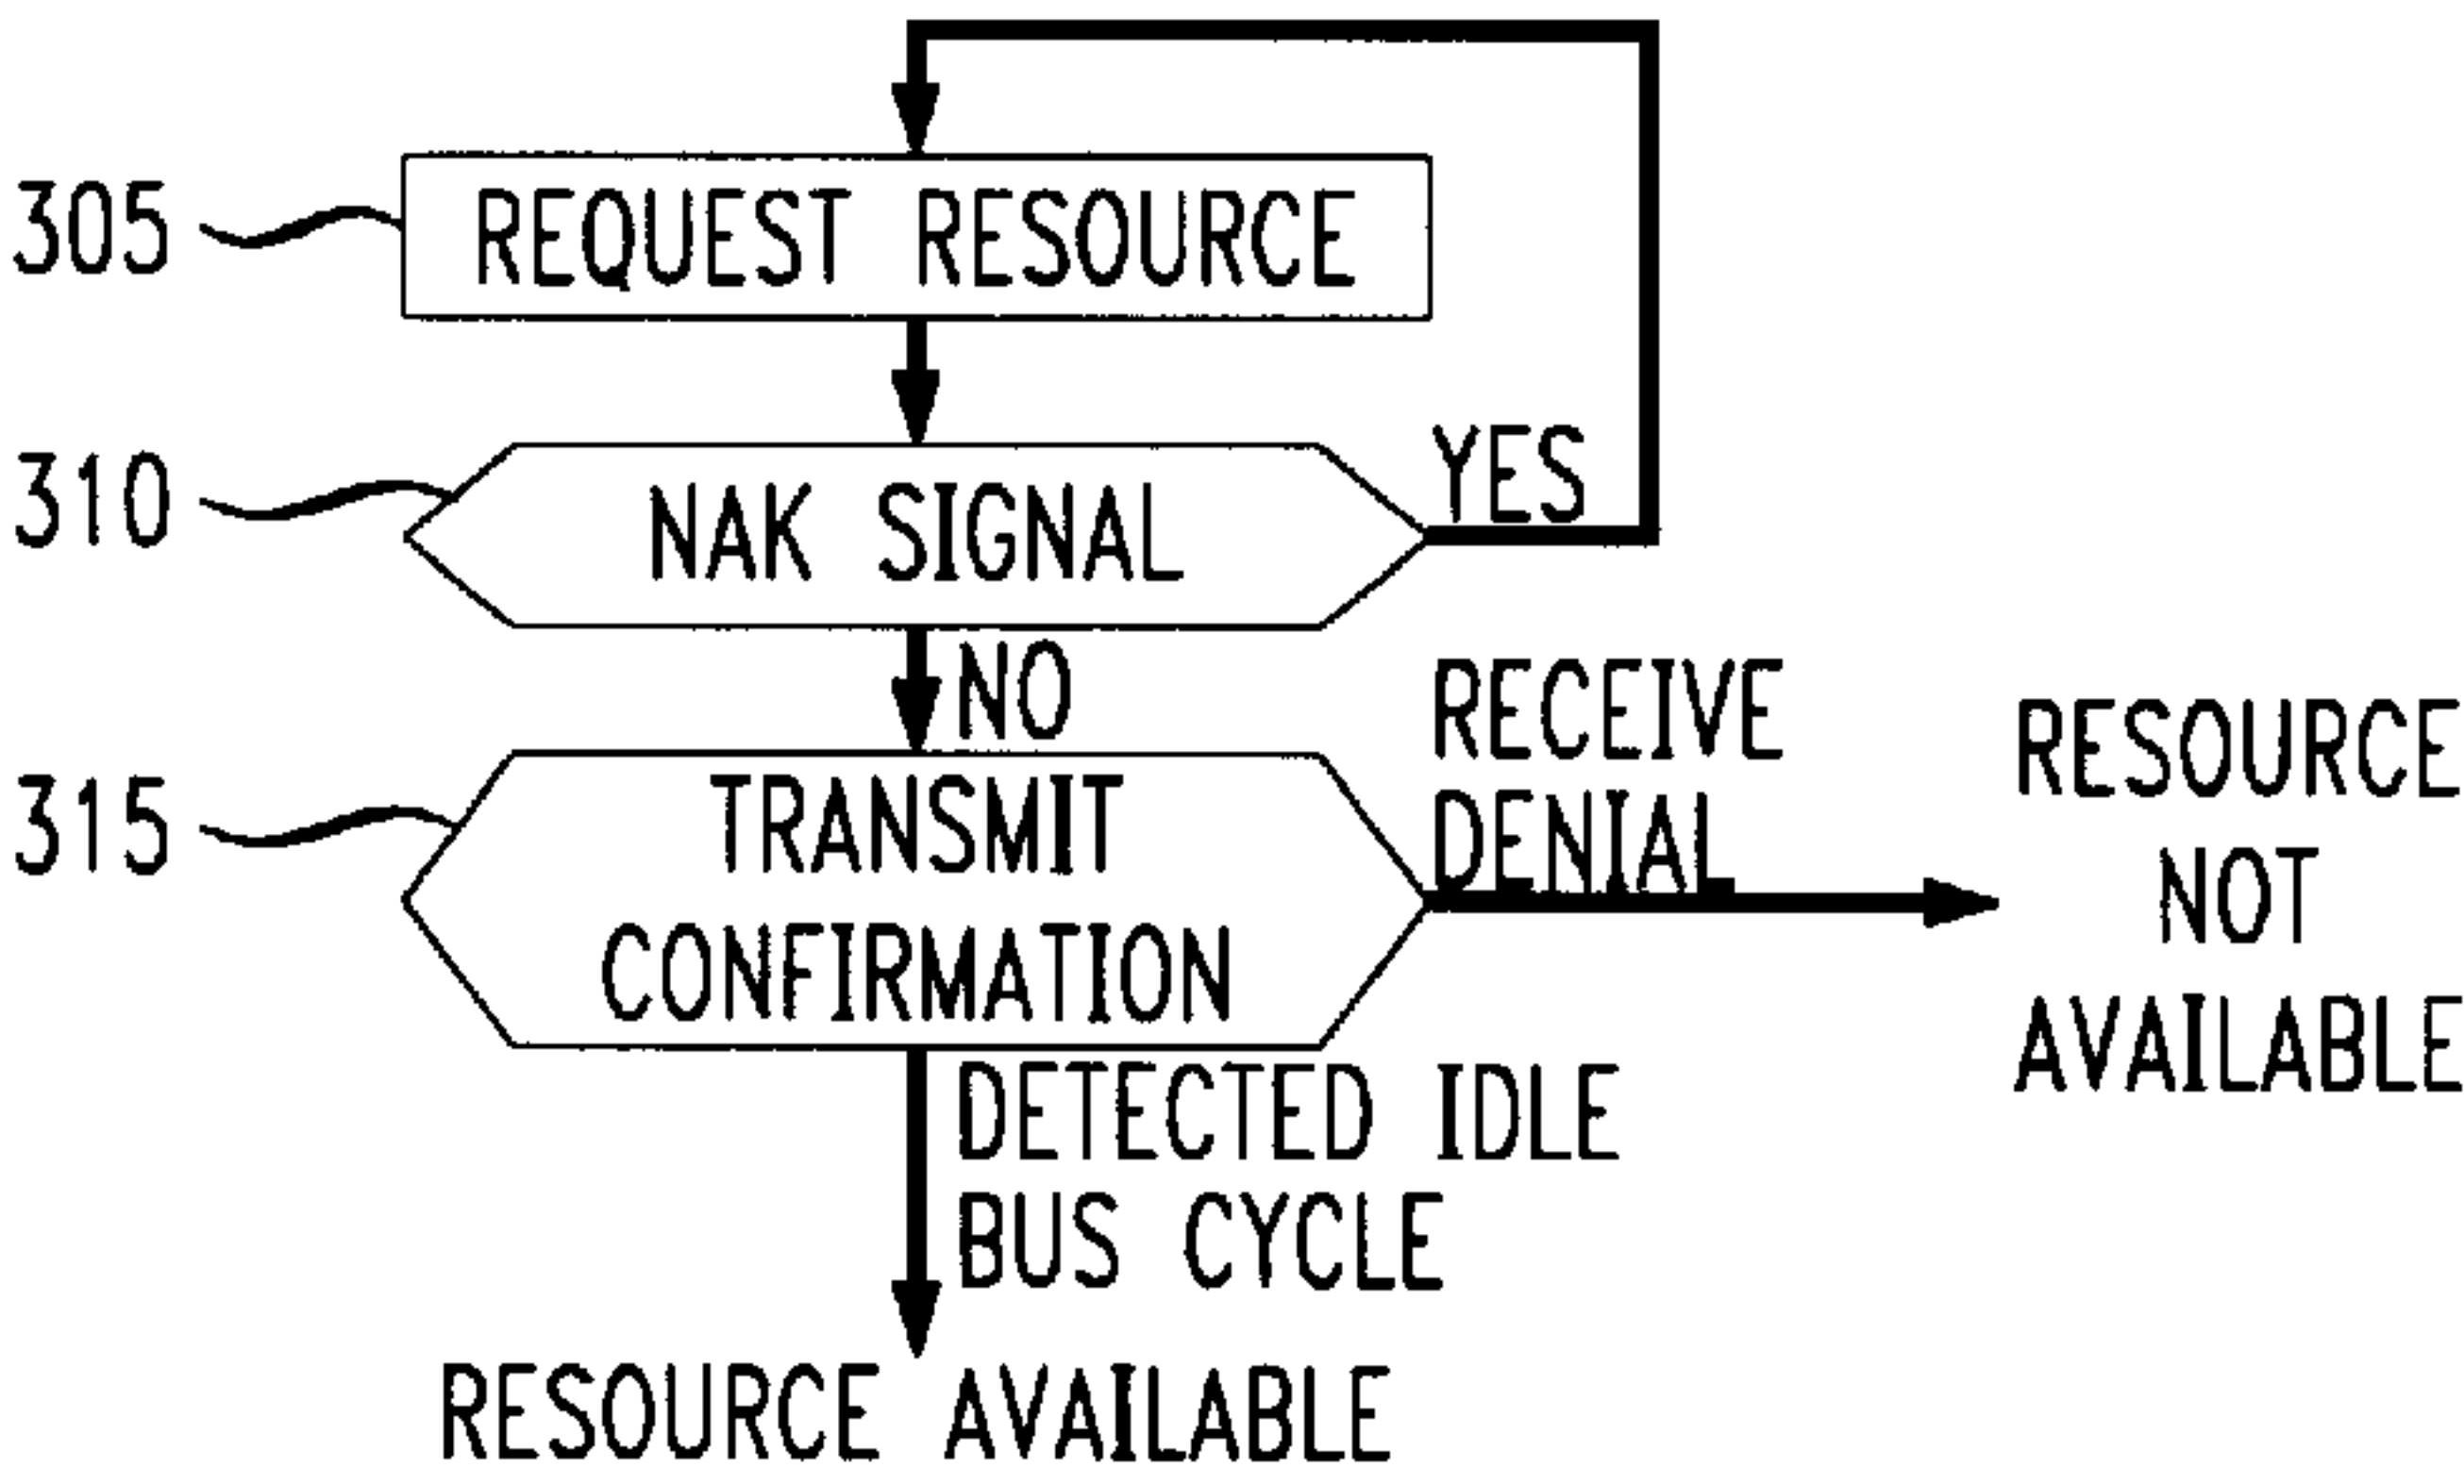 305
REQUEST RESOURCE
310
NAK SIGNAL
YES
NO
315
TRANSMIT
CONFIRMATION
RECEIVE
DENIAL
RESOURCE
NOT
AVAILABLE
DETECTED IDLE
BUS CYCLE
RESOURCE AVAILABLE